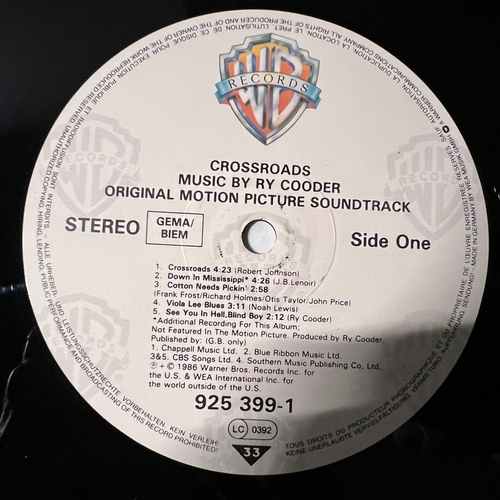 WB
RECORDS
CROSSROADS
MUSIC BY RY COODER
ORIGINAL MOTION PICTURE SOUNDTRACK
STEREO
GEMA/
BIEM
Side One
1. Crossroads 4:23 (Robert Johnson)
2. Down In Mississippi* 4:26 (J.B.Lenoir)
3. Cotton Needs Pickin' 2:58
(Frank Frost/Richard Holmes/Otis Taylor/John Price)
4. Viola Lee Blues 3:11 (Noah Lewis)
5. See You In Hell, Blind Boy 2:12 (Ry Cooder)
*Additional Recording For This Album;
Not Featured In The Motion Picture. Produced by Ry Cooder
Published by: (G.B. only)
1. Chappell Music Ltd. 2. Blue Ribbon Music Ltd.
3&5. CBS Songs Ltd. 4. Southern Music Publishing Co, Ltd.
℗+© 1986 Warner Bros. Records Inc. for
the U.S. & WEA International Inc. for
the world outside of the U.S.
925 399-1
LC 0392
33